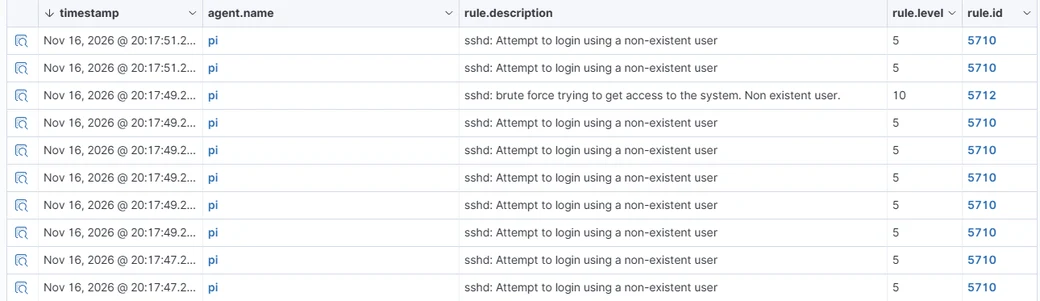 timestamp agent.name rule.description rule.level rule.id
Nov 16, 2026 @ 20:17:51.2... pi sshd: Attempt to login using a non-existent user 5 5710
Nov 16, 2026 @ 20:17:51.2... pi sshd: Attempt to login using a non-existent user 5 5710
Nov 16, 2026 @ 20:17:49.2... pi sshd: brute force trying to get access to the system. Non existent user. 10 5712
Nov 16, 2026 @ 20:17:49.2... pi sshd: Attempt to login using a non-existent user 5 5710
Nov 16, 2026 @ 20:17:49.2... pi sshd: Attempt to login using a non-existent user 5 5710
Nov 16, 2026 @ 20:17:49.2... pi sshd: Attempt to login using a non-existent user 5 5710
Nov 16, 2026 @ 20:17:49.2... pi sshd: Attempt to login using a non-existent user 5 5710
Nov 16, 2026 @ 20:17:49.2... pi sshd: Attempt to login using a non-existent user 5 5710
Nov 16, 2026 @ 20:17:47.2... pi sshd: Attempt to login using a non-existent user 5 5710
Nov 16, 2026 @ 20:17:47.2... pi sshd: Attempt to login using a non-existent user 5 5710